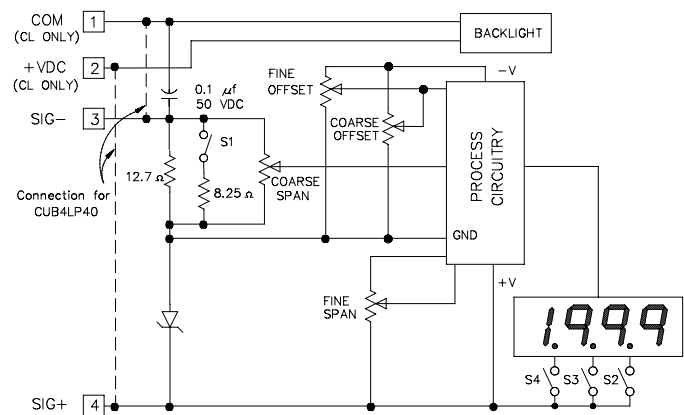 COM
(CL ONLY)
1
BACKLIGHT
+VDC
(CL ONLY)
2
SIG-
3
0.1 µf
50 VDC
FINE
OFFSET
-V
COARSE
OFFSET
S1
12.7 Ω
8.25 Ω
COARSE
SPAN
PROCESS
CIRCUITRY
Connection for
CUB4LP40
GND
+V
FINE
SPAN
1.9.9.9
S4
S3
S2
SIG+
4